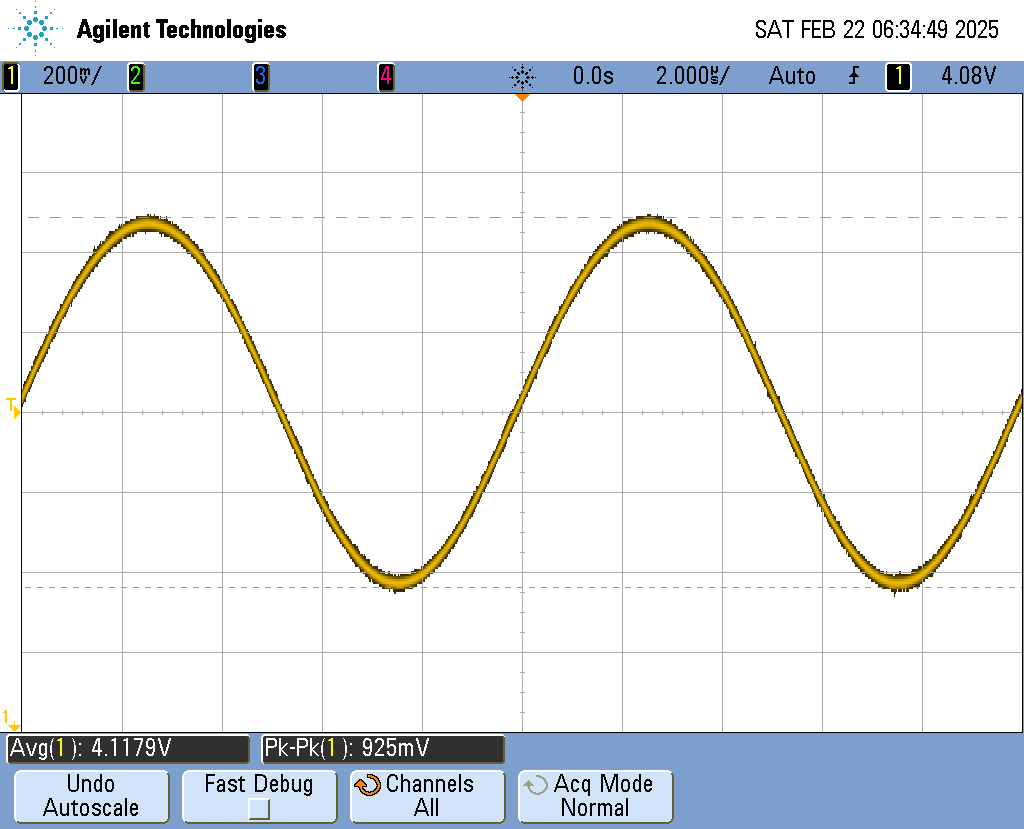 Agilent Technologies
SAT FEB 22 06:34:49 2025
1 200mV/ 2 3 4 0.0s 2.000µs/ Auto 1 4.08V
T
1
Avg(1): 4.1179V Pk-Pk(1): 925mV
Undo Autoscale
Fast Debug
Channels All
Acq Mode Normal